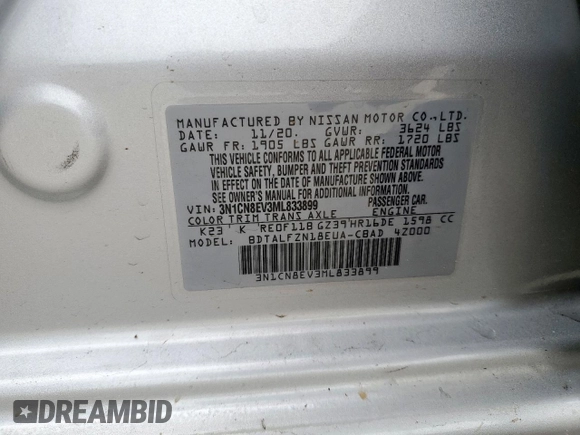 MANUFACTURED BY NISSAN MOTOR CO.,LTD.
DATE: 11/20. GVWR: 3624 LBS
GAWR FR: 1905 LBS GAWR RR: 1720 LBS
THIS VEHICLE CONFORMS TO ALL APPLICABLE FEDERAL MOTOR
VEHICLE SAFETY, BUMPER AND THEFT PREVENTION STANDARDS
IN EFFECT ON THE DATE OF MANUFACTURE SHOWN ABOVE.
SEE OWNER'S MANUAL FOR ADDITIONAL INFORMATION
VIN: 3N1CN8EV3ML833899 PASSENGER CAR.
COLOR TRIM TRANS AXLE ENGINE
K23 K RE0F11B GZ39 HR16DE 1598 CC
MODEL: BDTALFZN18EUA-CBAD 4Z000
3N1CN8EV3ML833899
DREAMBID